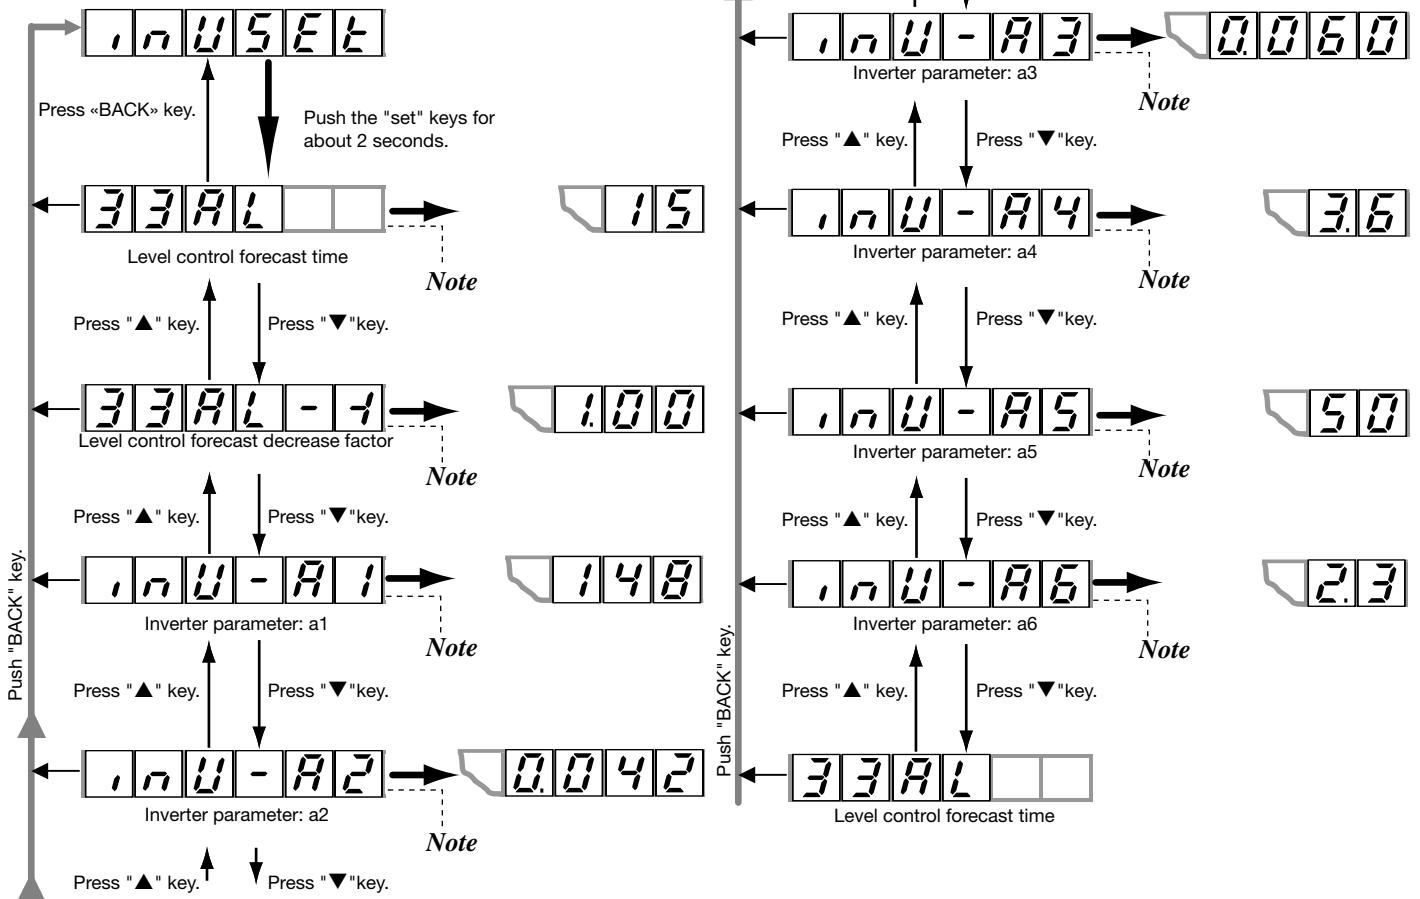 inU SEt
Press «BACK» key.
Push the "set" keys for
about 2 seconds.
33AL
15
Level control forecast time
Note
Press "▲" key.
Press "▼"key.
33AL--1
1.00
Level control forecast decrease factor
Note
Press "▲" key.
Press "▼"key.
inU-A1
148
Inverter parameter: a1
Note
Press "▲" key.
Press "▼"key.
inU-A2
0.042
Inverter parameter: a2
Note
Press "▲" key.
Press "▼"key.
Push "BACK" key.
inU-A3
0.060
Inverter parameter: a3
Note
Press "▲" key.
Press "▼"key.
inU-A4
3.6
Inverter parameter: a4
Note
Press "▲" key.
Press "▼"key.
inU-A5
50
Inverter parameter: a5
Note
Press "▲" key.
Press "▼"key.
inU-A6
2.3
Inverter parameter: a6
Note
Press "▲" key.
Press "▼"key.
33AL
Level control forecast time
Push "BACK" key.